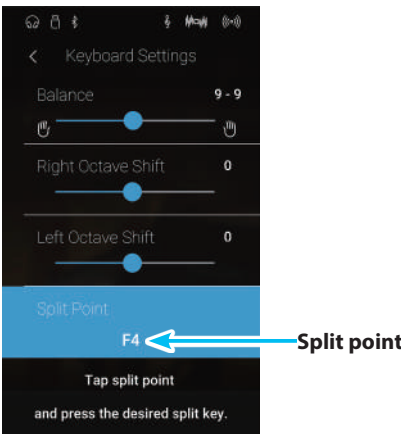 Keyboard Settings
Balance 9 - 9
Right Octave Shift 0
Left Octave Shift 0
Split Point
F4
Split point
Tap split point
and press the desired split key.